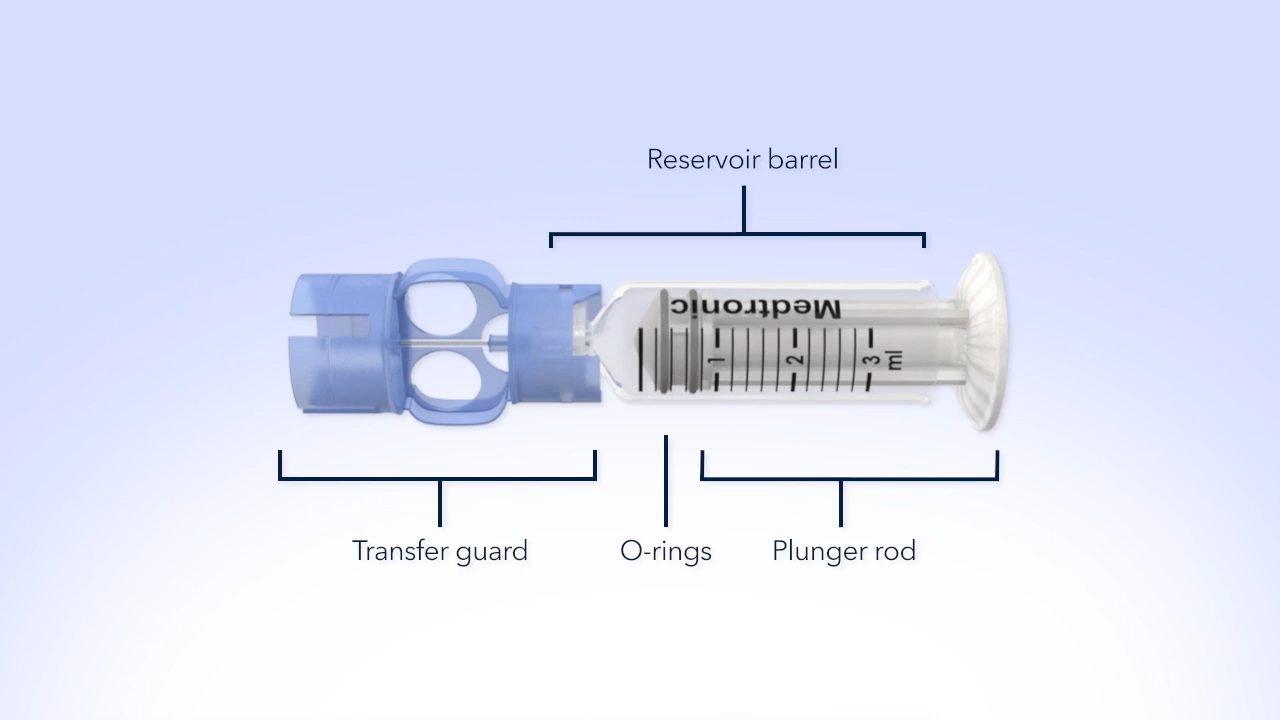 Reservoir barrel
Medtronic
1 2 3 ml
Transfer guard O-rings Plunger rod